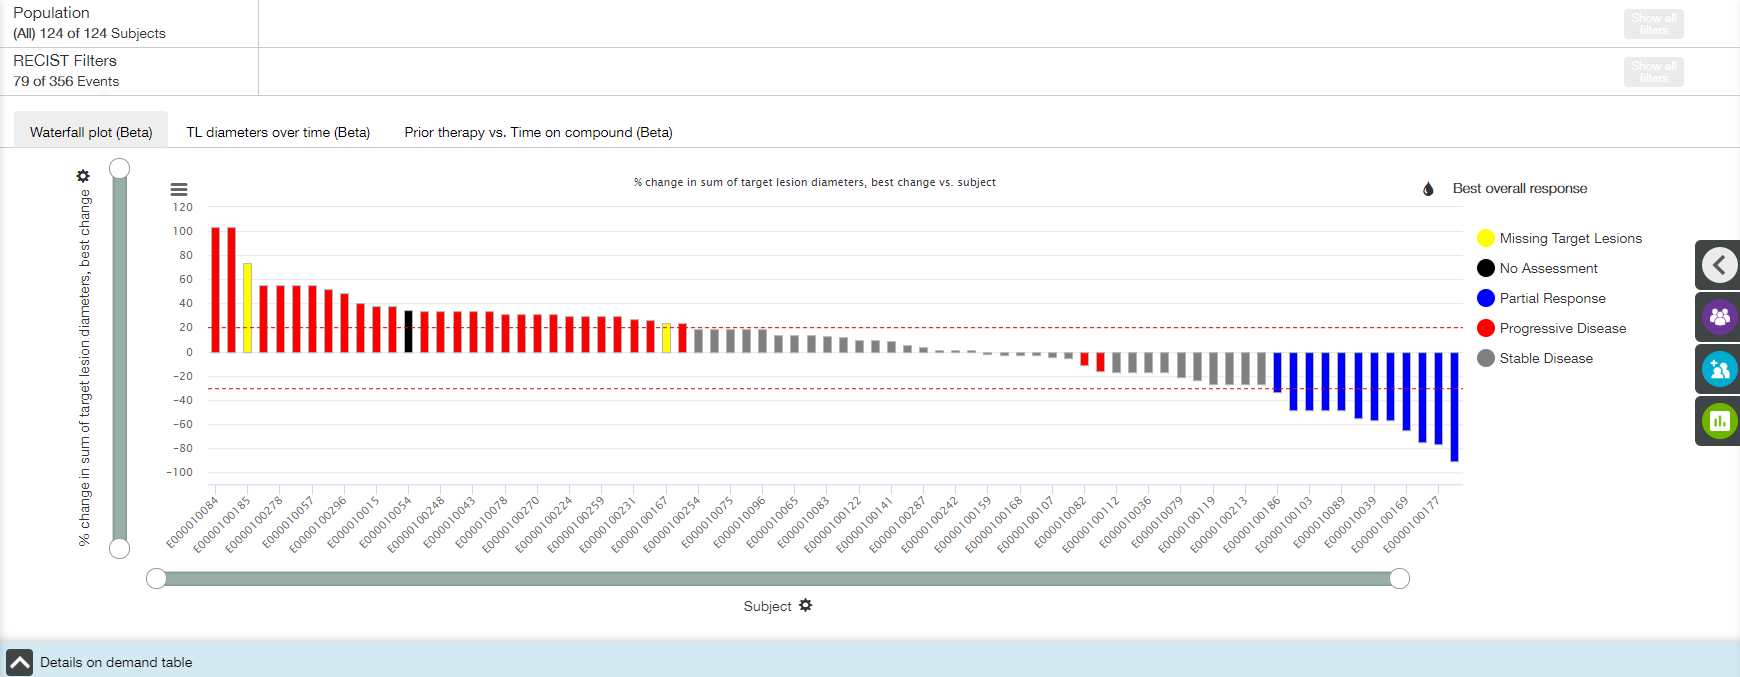 Population
(All) 124 of 124 Subjects
Show all
filters
RECIST Filters
79 of 356 Events
Show all
filters
Waterfall plot (Beta)
TL diameters over time (Beta)
Prior therapy vs. Time on compound (Beta)
% change in sum of target lesion diameters, best change
% change in sum of target lesion diameters, best change vs. subject
Best overall response
120
100
80
60
40
20
0
−20
−40
−60
−80
−100
Missing Target Lesions
No Assessment
Partial Response
Progressive Disease
Stable Disease
E000010084
E0000100185
E0000100278
E000010057
E0000100296
E000010015
E000010054
E0000100248
E000010043
E000010078
E0000100270
E0000100224
E0000100259
E0000100231
E0000100167
E0000100254
E000010075
E000010096
E000010065
E000010083
E0000100122
E0000100141
E0000100287
E0000100242
E0000100159
E0000100168
E0000100107
E000010082
E0000100112
E000010036
E000010079
E0000100119
E0000100213
E0000100186
E0000100103
E000010089
E000010039
E0000100169
E0000100177
Subject
Details on demand table